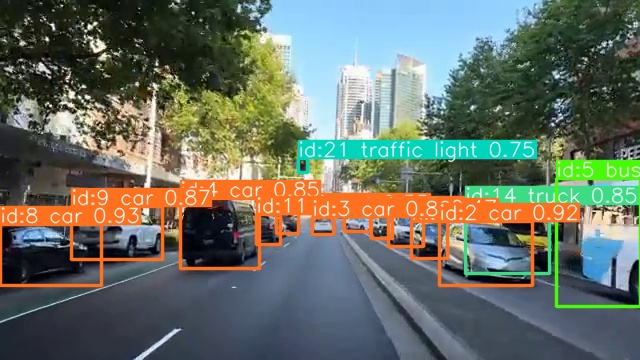 id:21 traffic light 0.75
id:5 bus
id:4 car 0.85
id:9 car 0.87
id:14 truck 0.85
id:11
id:3 car 0.8
id:2 car 0.92
id:8 car 0.93